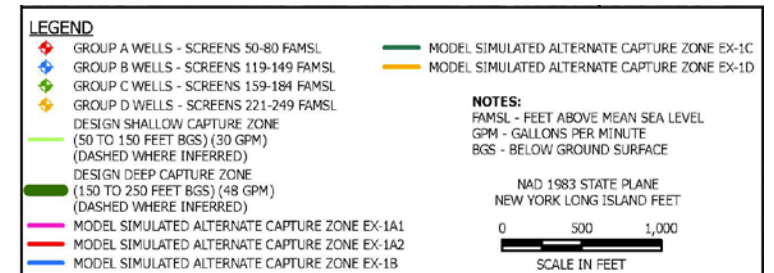 LEGEND
GROUP A WELLS - SCREENS 50-80 FAMSL
GROUP B WELLS - SCREENS 119-149 FAMSL
GROUP C WELLS - SCREENS 159-184 FAMSL
GROUP D WELLS - SCREENS 221-249 FAMSL
DESIGN SHALLOW CAPTURE ZONE
(50 TO 150 FEET BGS) (30 GPM)
(DASHED WHERE INFERRED)
DESIGN DEEP CAPTURE ZONE
(150 TO 250 FEET BGS) (48 GPM)
(DASHED WHERE INFERRED)
MODEL SIMULATED ALTERNATE CAPTURE ZONE EX-1A1
MODEL SIMULATED ALTERNATE CAPTURE ZONE EX-1A2
MODEL SIMULATED ALTERNATE CAPTURE ZONE EX-1B
MODEL SIMULATED ALTERNATE CAPTURE ZONE EX-1C
MODEL SIMULATED ALTERNATE CAPTURE ZONE EX-1D
NOTES:
FAMSL - FEET ABOVE MEAN SEA LEVEL
GPM - GALLONS PER MINUTE
BGS - BELOW GROUND SURFACE
NAD 1983 STATE PLANE
NEW YORK LONG ISLAND FEET
0 500 1,000
SCALE IN FEET